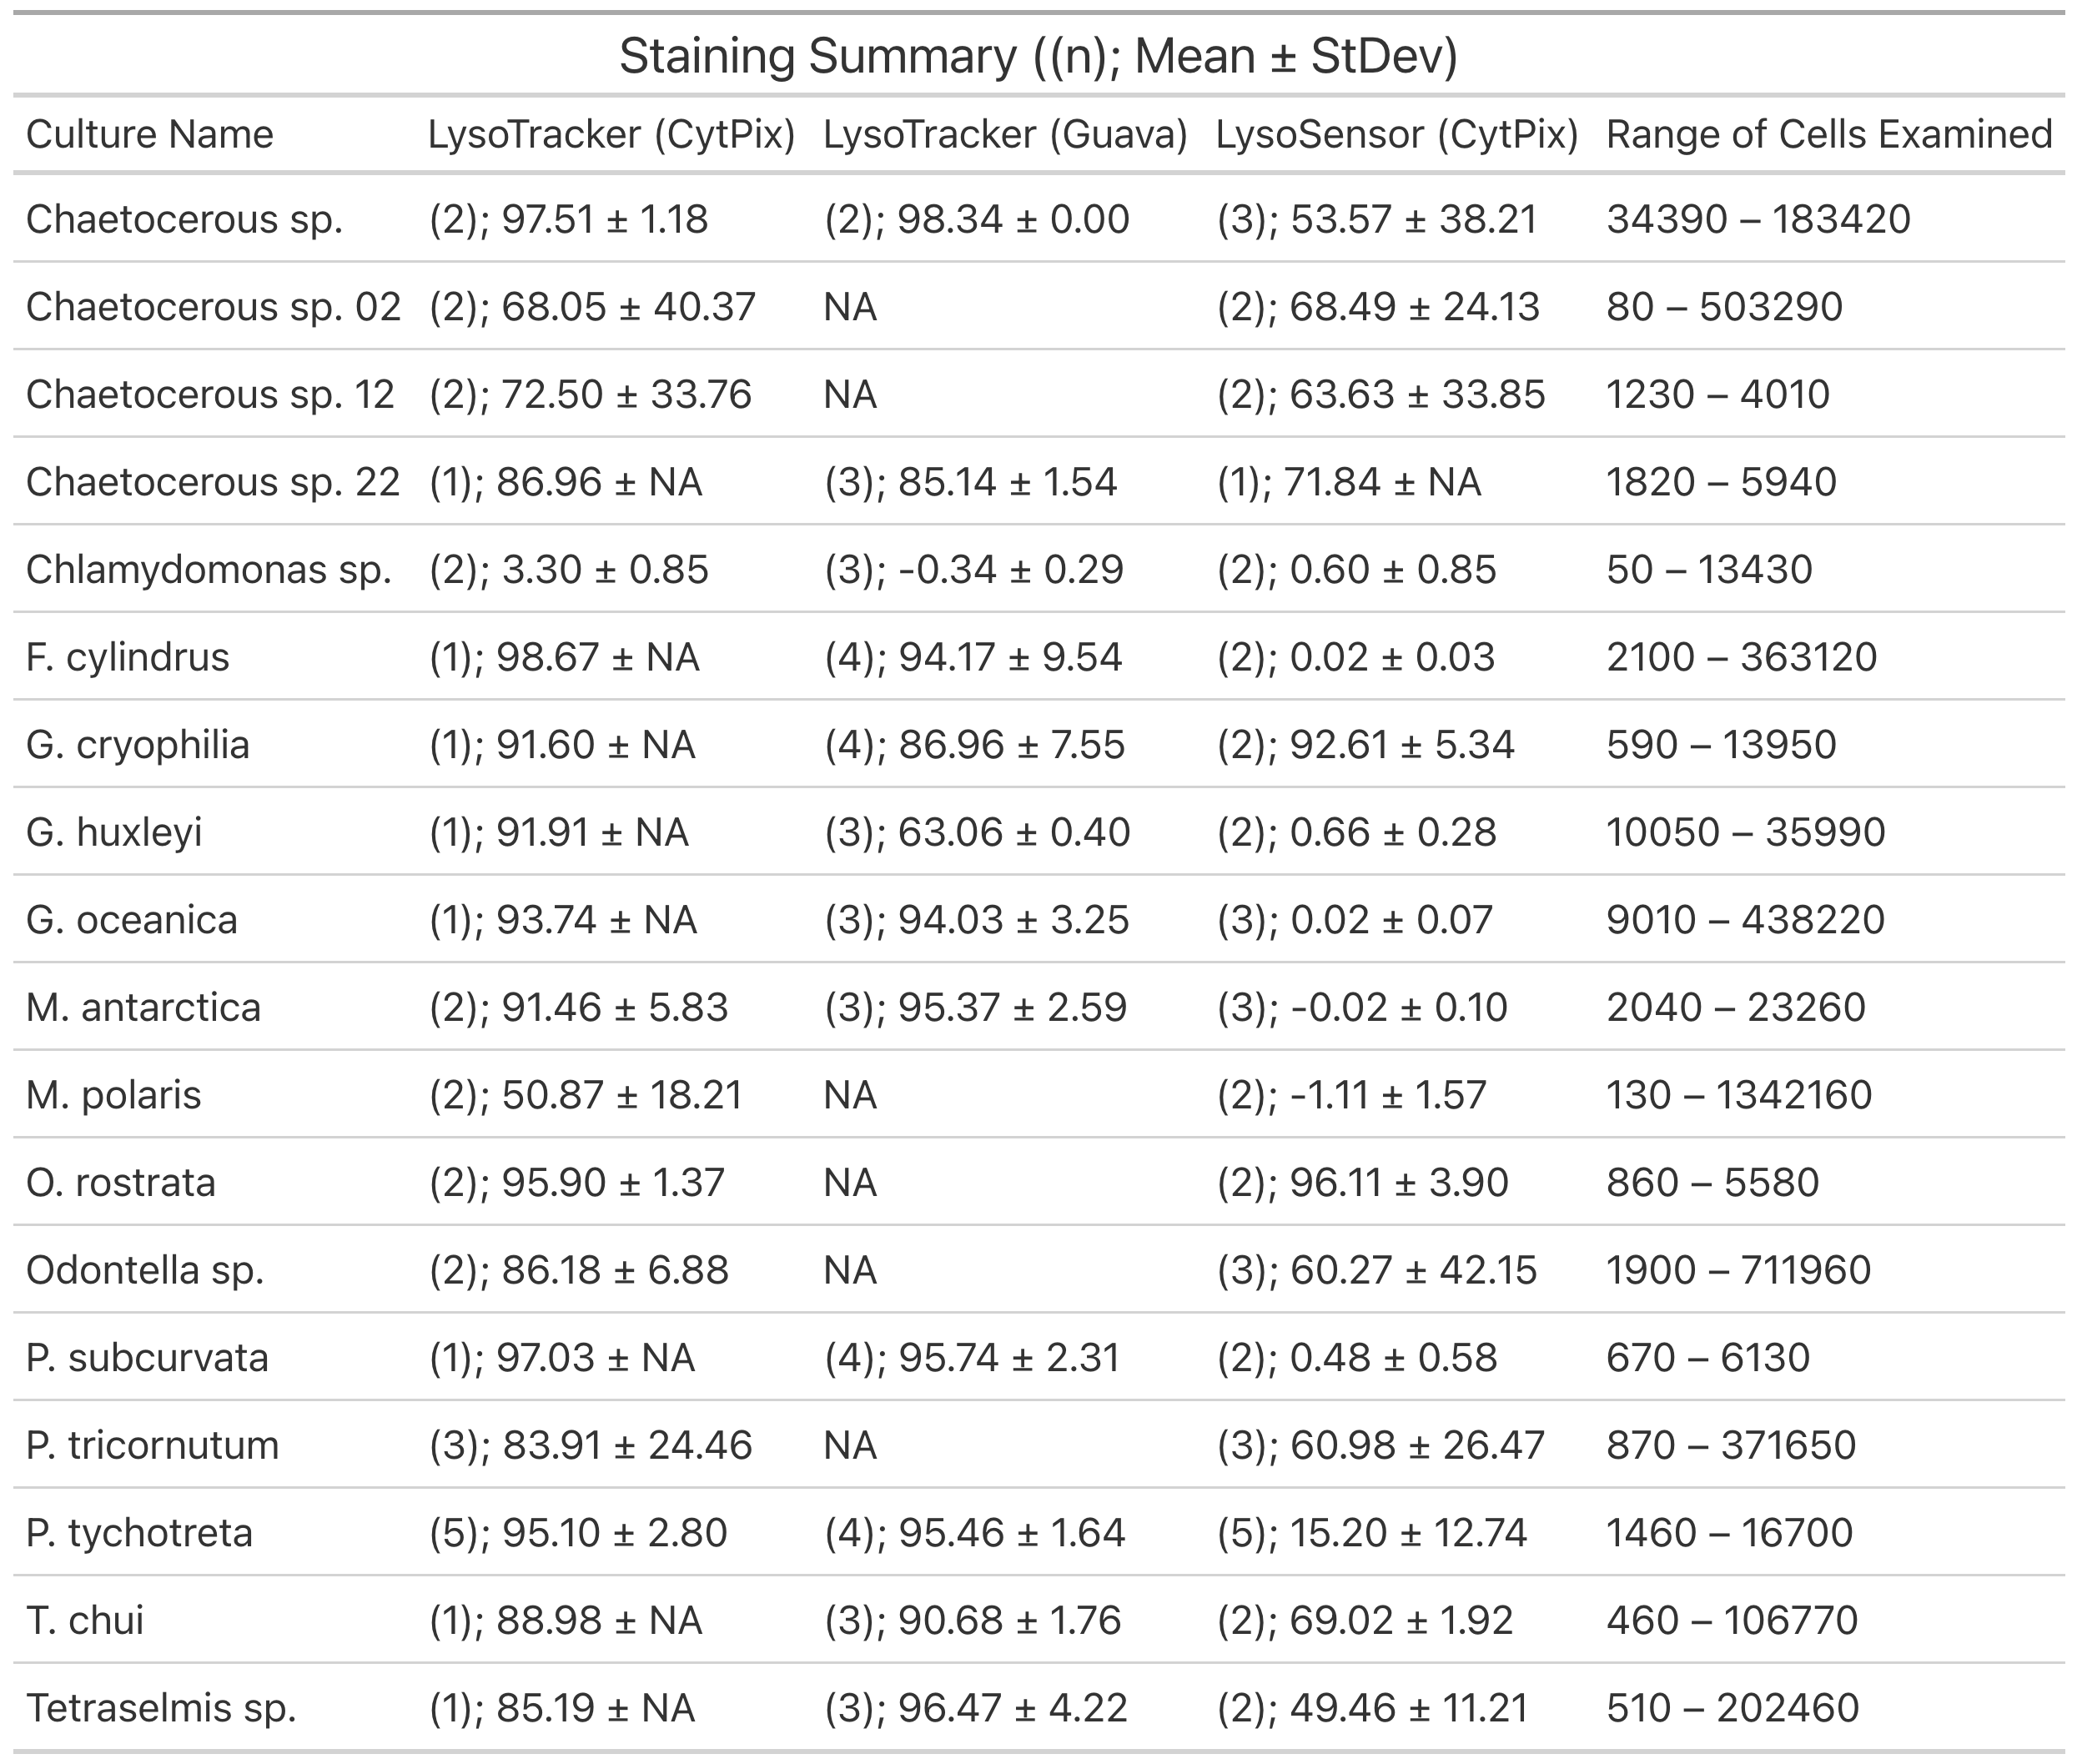 Staining Summary ((n); Mean ± StDev)
Culture Name LysoTracker (CytPix) LysoTracker (Guava) LysoSensor (CytPix) Range of Cells Examined
Chaetocerous sp. (2); 97.51 ± 1.18 (2); 98.34 ± 0.00 (3); 53.57 ± 38.21 34390 – 183420
Chaetocerous sp. 02 (2); 68.05 ± 40.37 NA (2); 68.49 ± 24.13 80 – 503290
Chaetocerous sp. 12 (2); 72.50 ± 33.76 NA (2); 63.63 ± 33.85 1230 – 4010
Chaetocerous sp. 22 (1); 86.96 ± NA (3); 85.14 ± 1.54 (1); 71.84 ± NA 1820 – 5940
Chlamydomonas sp. (2); 3.30 ± 0.85 (3); -0.34 ± 0.29 (2); 0.60 ± 0.85 50 – 13430
F. cylindrus (1); 98.67 ± NA (4); 94.17 ± 9.54 (2); 0.02 ± 0.03 2100 – 363120
G. cryophilia (1); 91.60 ± NA (4); 86.96 ± 7.55 (2); 92.61 ± 5.34 590 – 13950
G. huxleyi (1); 91.91 ± NA (3); 63.06 ± 0.40 (2); 0.66 ± 0.28 10050 – 35990
G. oceanica (1); 93.74 ± NA (3); 94.03 ± 3.25 (3); 0.02 ± 0.07 9010 – 438220
M. antarctica (2); 91.46 ± 5.83 (3); 95.37 ± 2.59 (3); -0.02 ± 0.10 2040 – 23260
M. polaris (2); 50.87 ± 18.21 NA (2); -1.11 ± 1.57 130 – 1342160
O. rostrata (2); 95.90 ± 1.37 NA (2); 96.11 ± 3.90 860 – 5580
Odontella sp. (2); 86.18 ± 6.88 NA (3); 60.27 ± 42.15 1900 – 711960
P. subcurvata (1); 97.03 ± NA (4); 95.74 ± 2.31 (2); 0.48 ± 0.58 670 – 6130
P. tricornutum (3); 83.91 ± 24.46 NA (3); 60.98 ± 26.47 870 – 371650
P. tychotreta (5); 95.10 ± 2.80 (4); 95.46 ± 1.64 (5); 15.20 ± 12.74 1460 – 16700
T. chui (1); 88.98 ± NA (3); 90.68 ± 1.76 (2); 69.02 ± 1.92 460 – 106770
Tetraselmis sp. (1); 85.19 ± NA (3); 96.47 ± 4.22 (2); 49.46 ± 11.21 510 – 202460